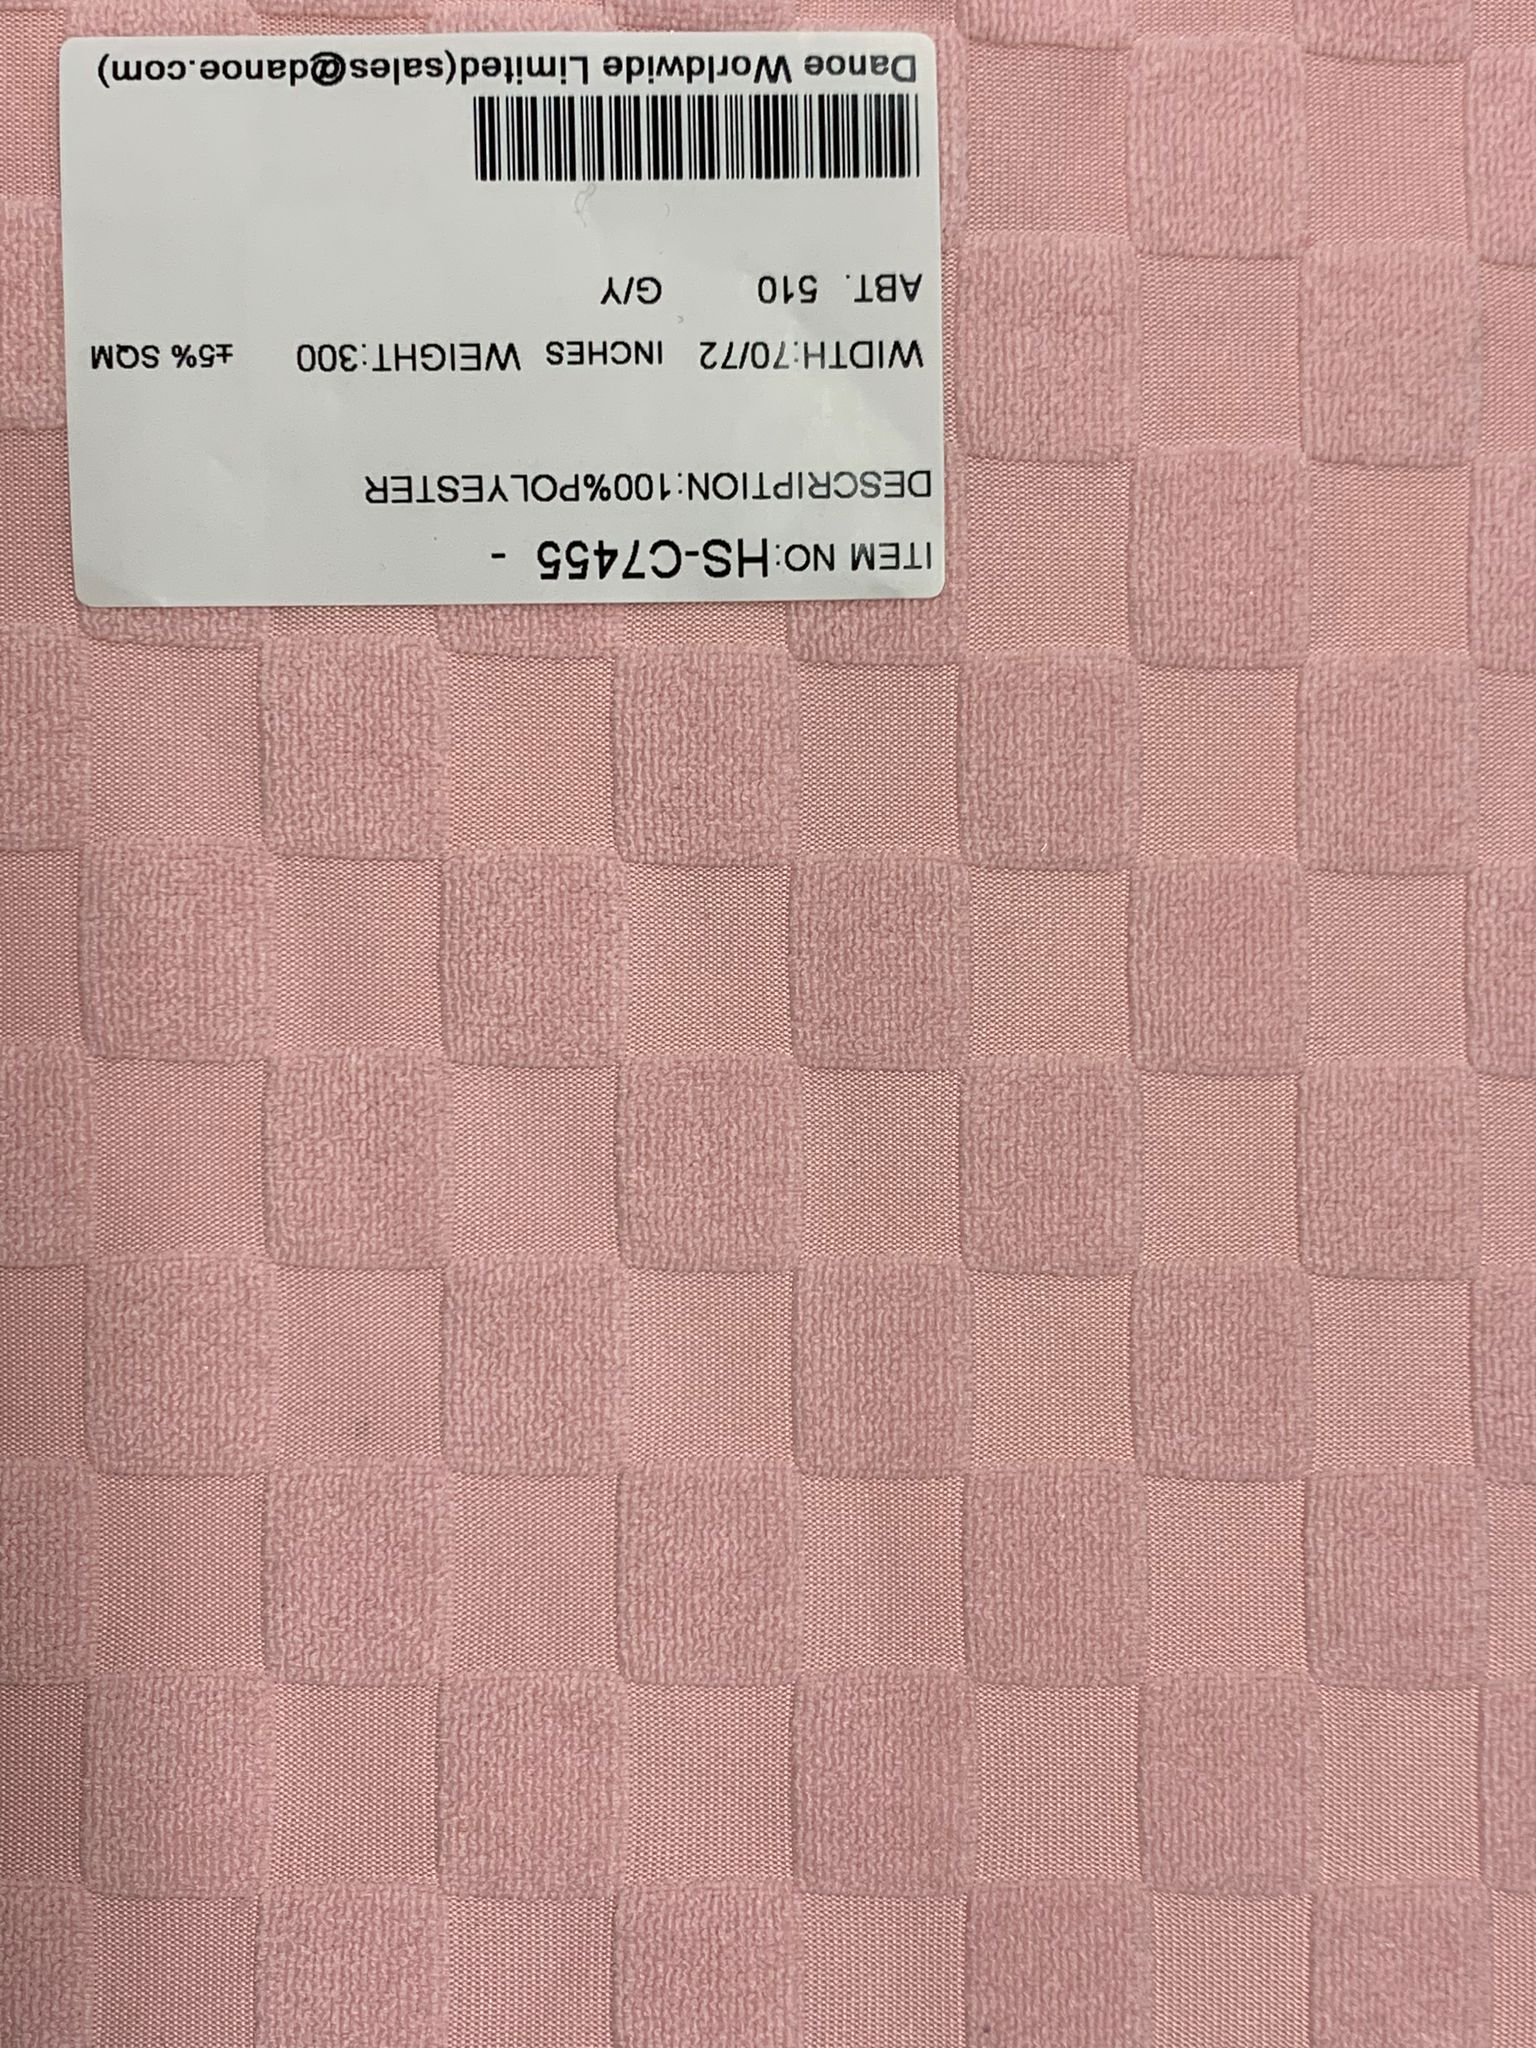 ITEM NO:HS-C7455 -
DESCRIPTION:100%POLYESTER
WIDTH:70/72 INCHES WEIGHT:300 ±5% SQM
ABT. 510 G/Y
Danoe Worldwide Limited(sales@danoe.com)